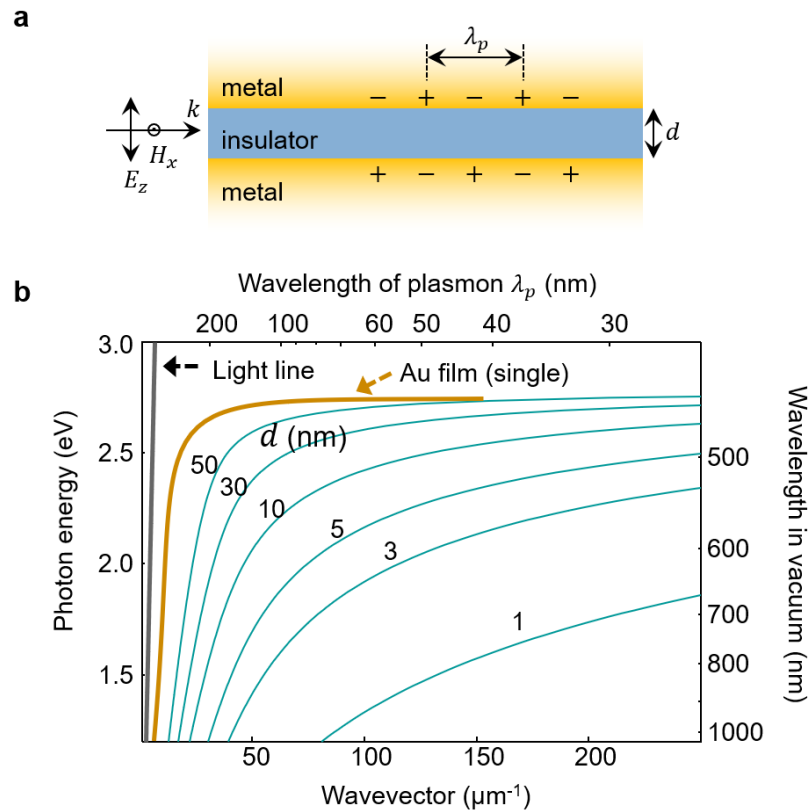 a
λp
metal
− + − + −
k
insulator
d
Hx
Ez
+ − + − +
metal
b
Wavelength of plasmon λp (nm)
200 100 60 50 40 30
3.0
Light line
Au film (single)
d (nm)
2.5
50
500
30
10
5
2.0
3
600
1
700
1.5
800
1000
50 100 150 200
Photon energy (eV)
Wavelength in vacuum (nm)
Wavevector (µm⁻¹)